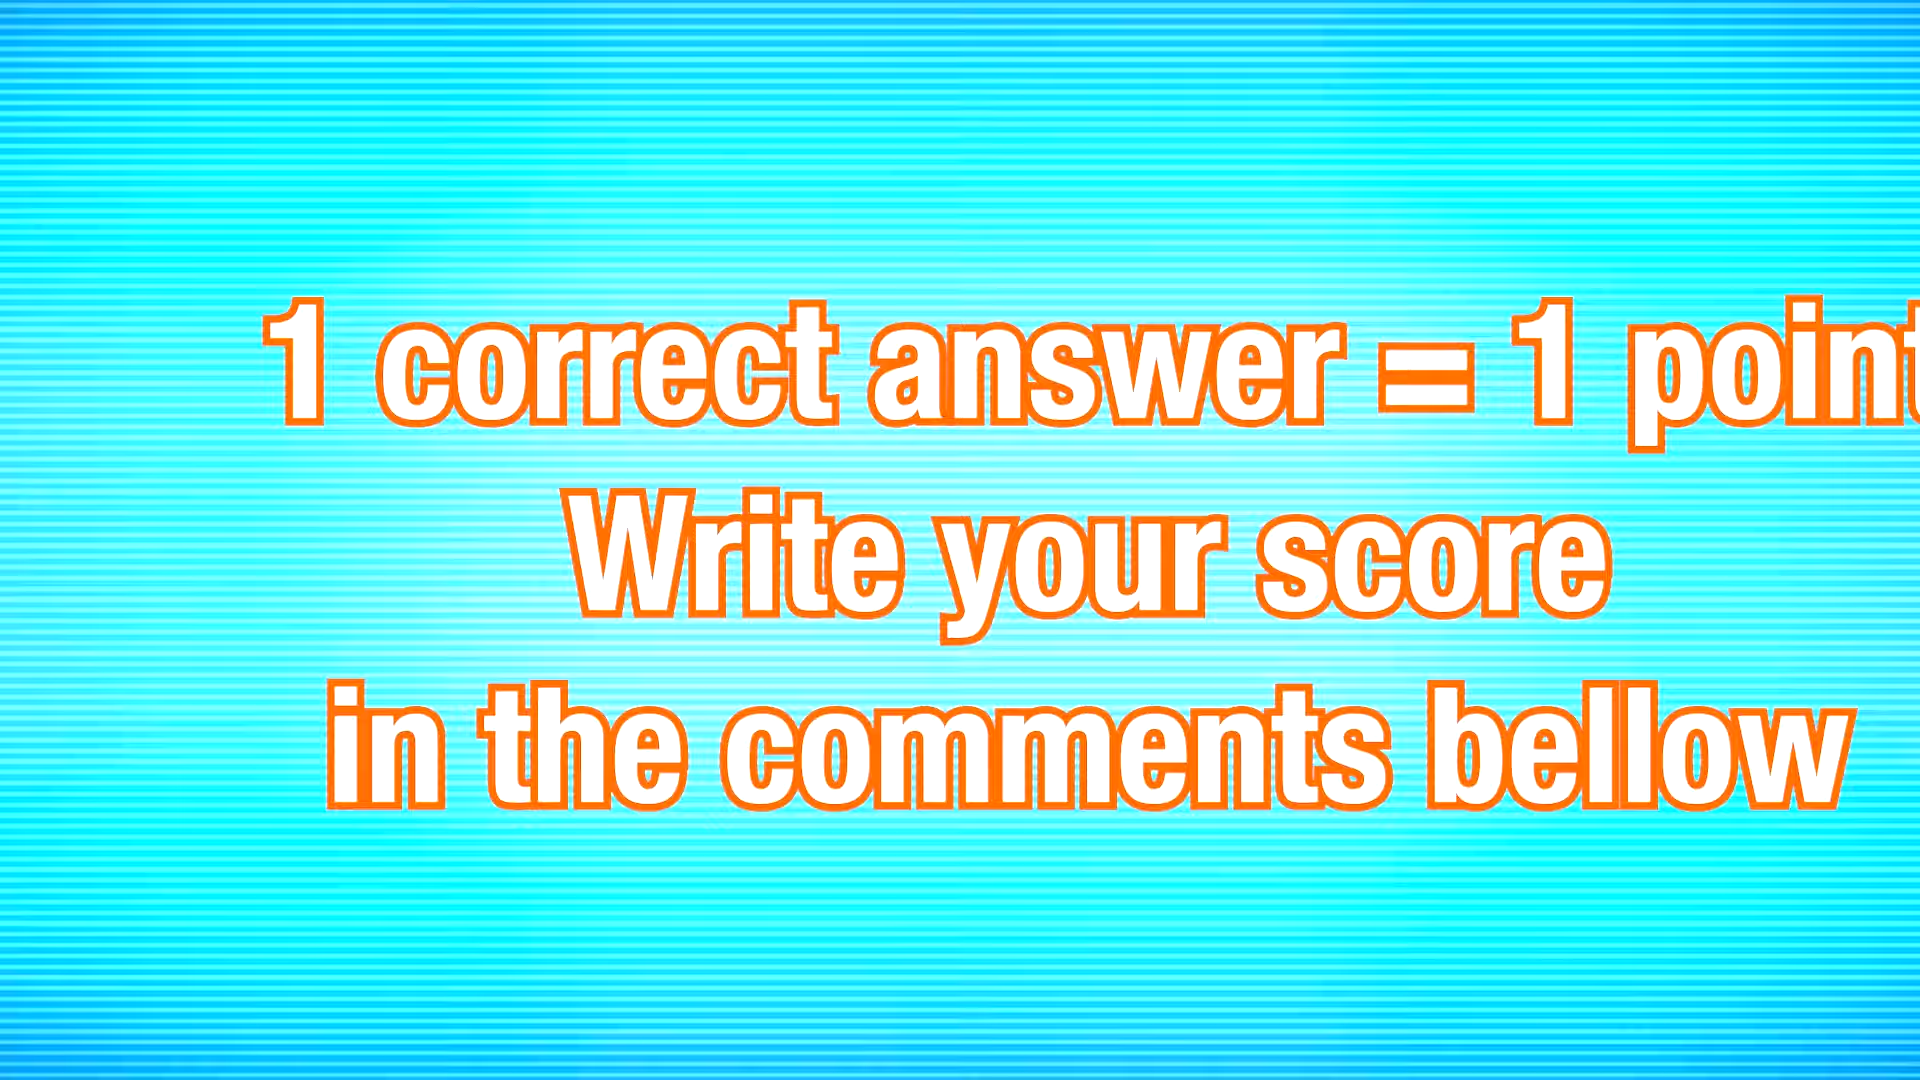 1 correct answer = 1 point
Write your score
in the comments bellow